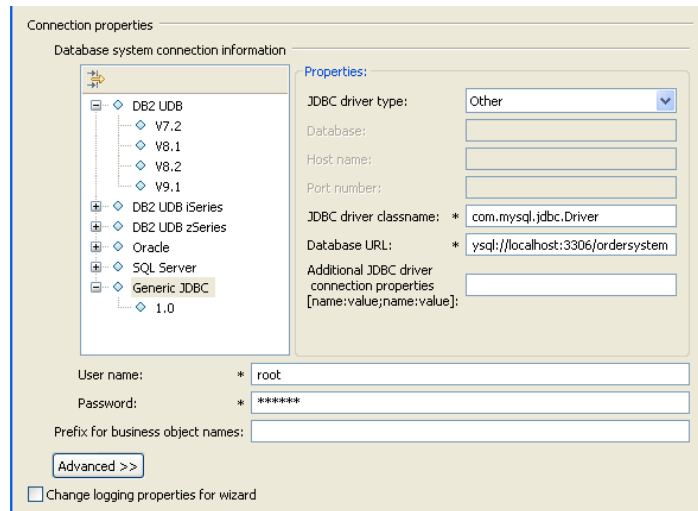 Connection properties
Database system connection information
DB2 UDB
V7.2
V8.1
V8.2
V9.1
DB2 UDB iSeries
DB2 UDB zSeries
Oracle
SQL Server
Generic JDBC
1.0
Properties:
JDBC driver type: Other
Database:
Host name:
Port number:
JDBC driver classname: * com.mysql.jdbc.Driver
Database URL: * ysql://localhost:3306/ordersystem
Additional JDBC driver
connection properties
[name:value;name:value]:
User name: * root
Password: * ******
Prefix for business object names:
Advanced >>
Change logging properties for wizard